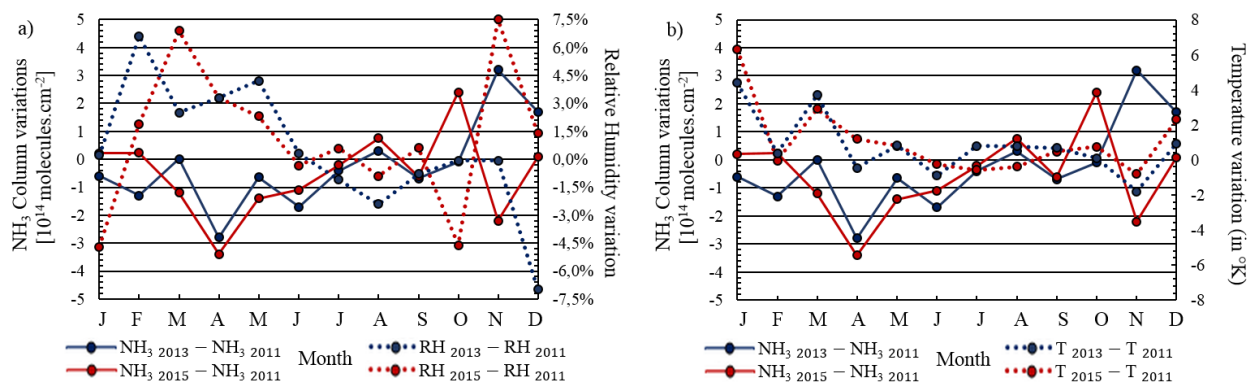 a)
NH₃ Column variations
[10¹⁴ molecules.cm⁻²]
5
4
3
2
1
0
-1
-2
-3
-4
-5
7,5%
6,0%
4,5%
3,0%
1,5%
0,0%
-1,5%
-3,0%
-4,5%
-6,0%
-7,5%
Relative Humidity variation
J F M A M J J A S O N D
Month
NH₃ 2013 − NH₃ 2011
RH 2013 − RH 2011
NH₃ 2015 − NH₃ 2011
RH 2015 − RH 2011
b)
NH₃ Column variations
[10¹⁴ molecules.cm⁻²]
5
4
3
2
1
0
-1
-2
-3
-4
-5
8
6
4
2
0
-2
-4
-6
-8
Temperature variation (in °K)
J F M A M J J A S O N D
Month
NH₃ 2013 − NH₃ 2011
T 2013 − T 2011
NH₃ 2015 − NH₃ 2011
T 2015 − T 2011